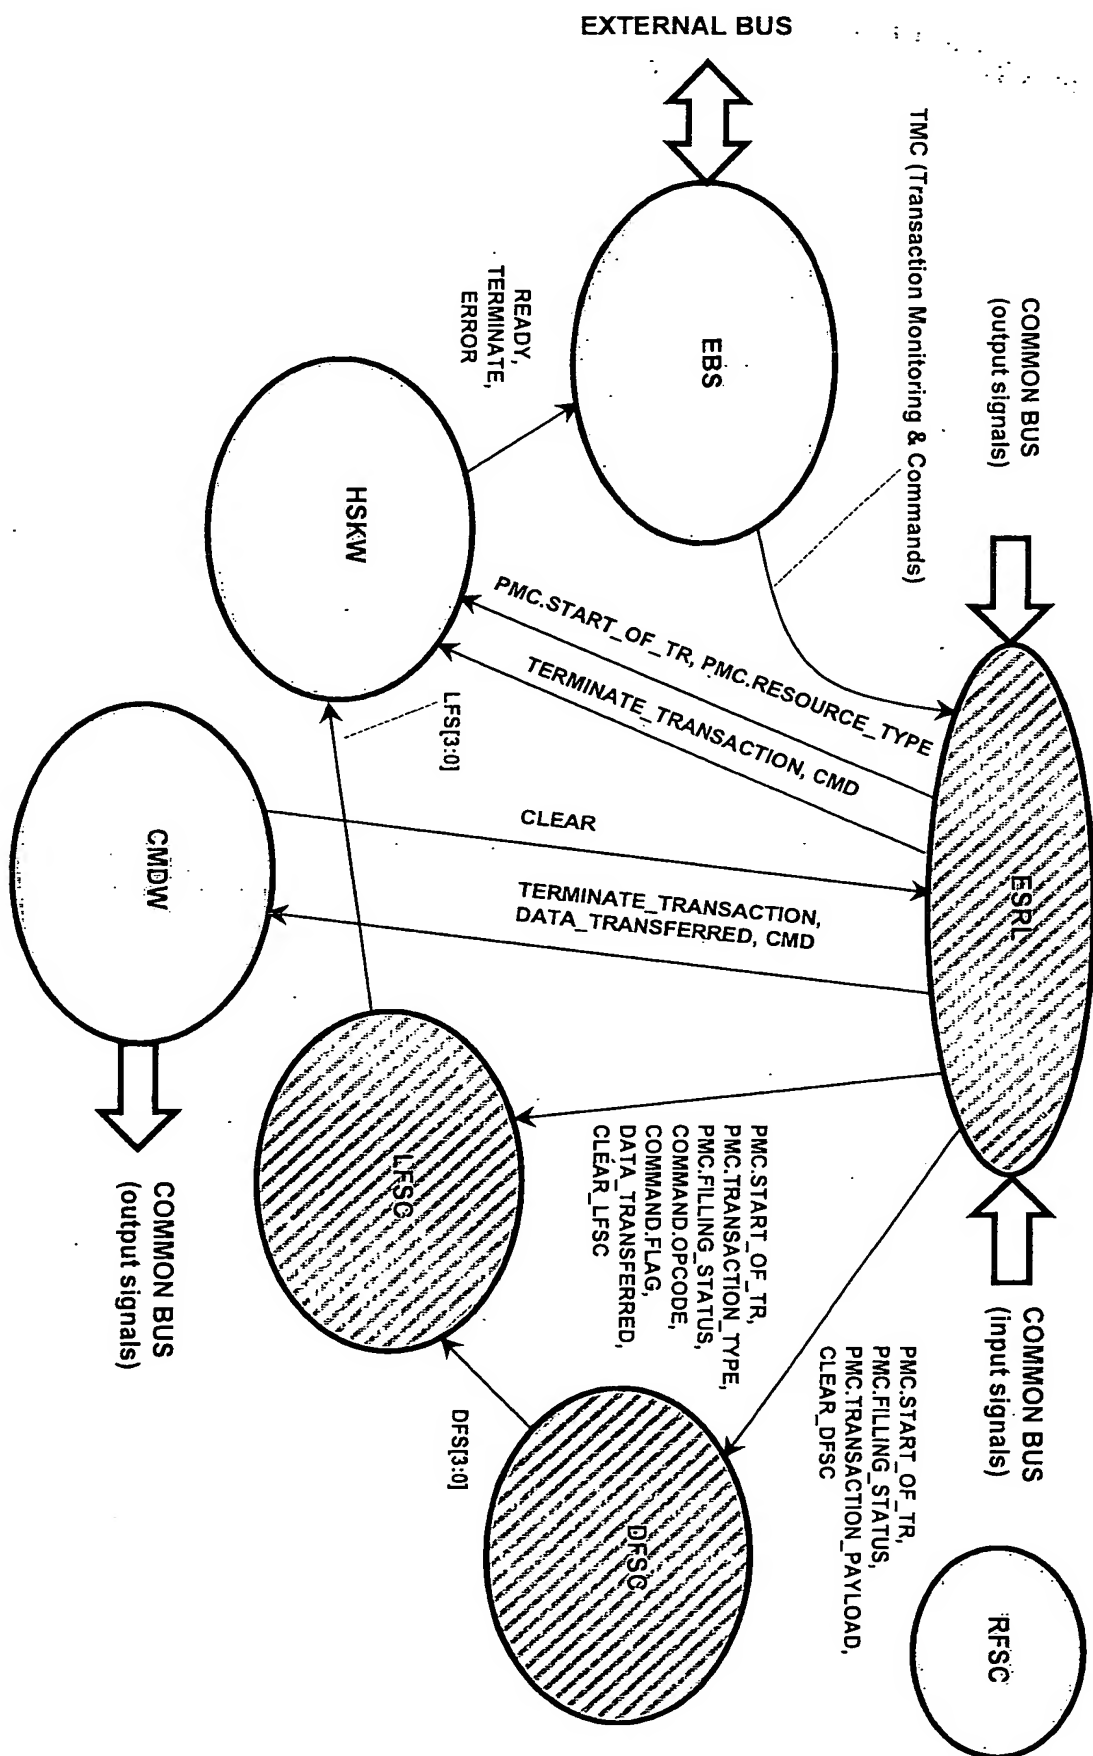 EXTERNAL BUS
TMC (Transaction Monitoring & Commands)
COMMON BUS
(output signals)
EBS
READY,
TERMINATE,
ERROR
HSKW
PMC.START_OF_TR, PMC.RESOURCE_TYPE
TERMINATE_TRANSACTION, CMD
LFS[3:0]
ESRL
CLEAR
TERMINATE_TRANSACTION,
DATA_TRANSFERRED, CMD
CMDW
COMMON BUS
(output signals)
LFSC
PMC.START_OF_TR,
PMC.TRANSACTION_TYPE,
PMC.FILLING_STATUS,
COMMAND.OPCODE,
COMMAND.FLAG,
DATA_TRANSFERRED,
CLEAR_LFSC
COMMON BUS
(input signals)
PMC.START_OF_TR,
PMC.FILLING_STATUS,
PMC.TRANSACTION_PAYLOAD,
CLEAR_DFSC
DFS[3:0]
DFSC
RFSC